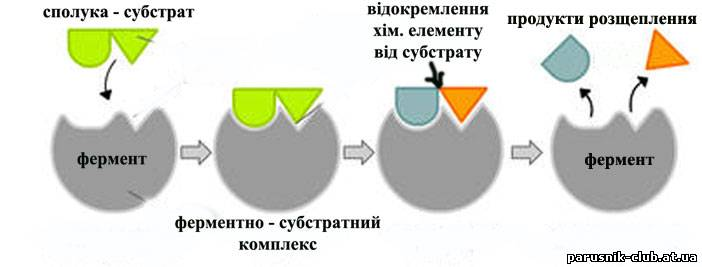 сполука - субстрат
відокремлення
хім. елементу
від субстрату
продукти розщеплення
фермент
фермент
ферментно - субстратний
комплекс
parusnik-club.at.ua